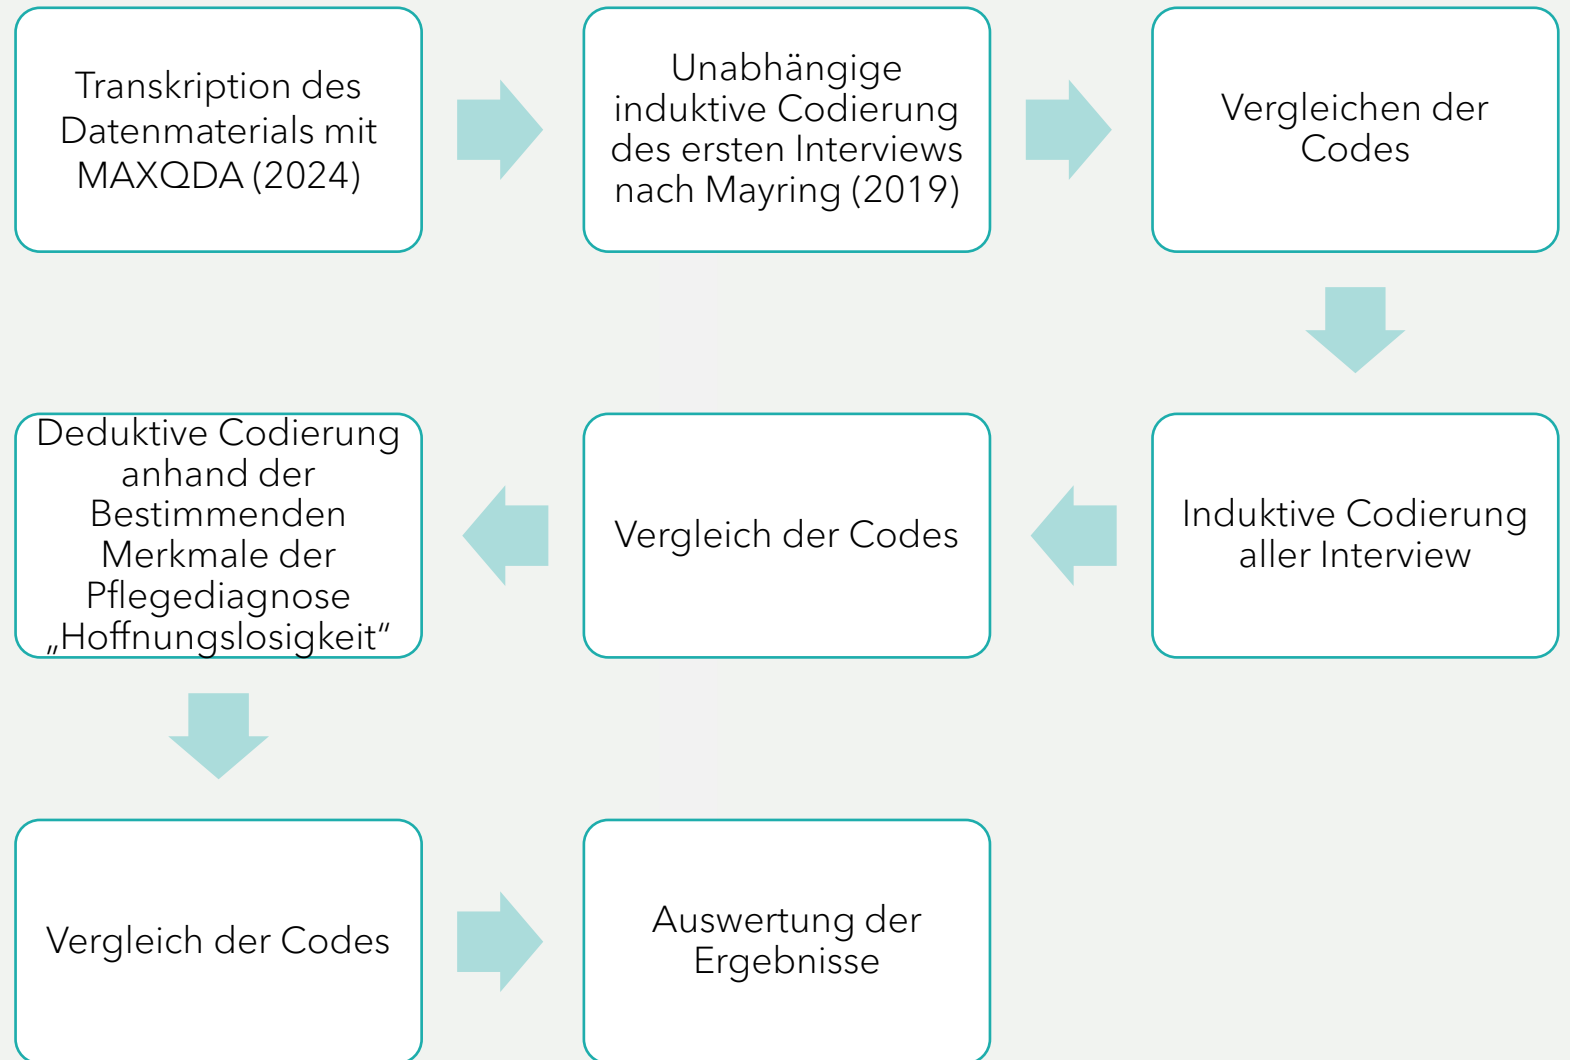 Transkription des
Datenmaterials mit
MAXQDA (2024)
Unabhängige
induktive Codierung
des ersten Interviews
nach Mayring (2019)
Vergleichen der
Codes
Induktive Codierung
aller Interview
Vergleich der Codes
Deduktive Codierung
anhand der
Bestimmenden
Merkmale der
Pflegediagnose
„Hoffnungslosigkeit“
Vergleich der Codes
Auswertung der
Ergebnisse